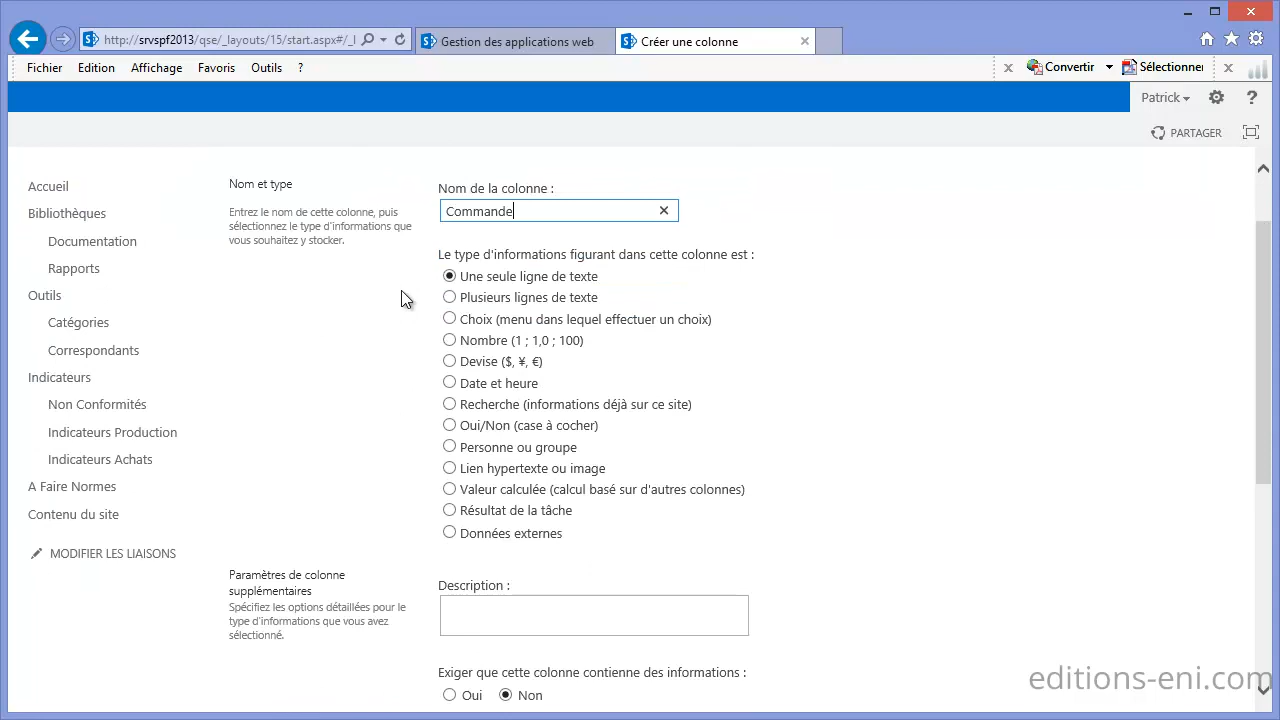 http://srvspf2013/qse/_layouts/15/start.aspx#/_l
Gestion des applications web
Créer une colonne
Fichier Edition Affichage Favoris Outils ?
Convertir
Sélectionner
Patrick
PARTAGER
Accueil
Bibliothèques
Documentation
Rapports
Outils
Catégories
Correspondants
Indicateurs
Non Conformités
Indicateurs Production
Indicateurs Achats
A Faire Normes
Contenu du site
MODIFIER LES LIAISONS
Nom et type
Entrez le nom de cette colonne, puis
sélectionnez le type d'informations que
vous souhaitez y stocker.
Nom de la colonne :
Commande
Le type d'informations figurant dans cette colonne est :
Une seule ligne de texte
Plusieurs lignes de texte
Choix (menu dans lequel effectuer un choix)
Nombre (1 ; 1,0 ; 100)
Devise ($, ¥, €)
Date et heure
Recherche (informations déjà sur ce site)
Oui/Non (case à cocher)
Personne ou groupe
Lien hypertexte ou image
Valeur calculée (calcul basé sur d'autres colonnes)
Résultat de la tâche
Données externes
Paramètres de colonne
supplémentaires
Spécifiez les options détaillées pour le
type d'informations que vous avez
sélectionné.
Description :
Exiger que cette colonne contienne des informations :
Oui Non
editions-eni.com